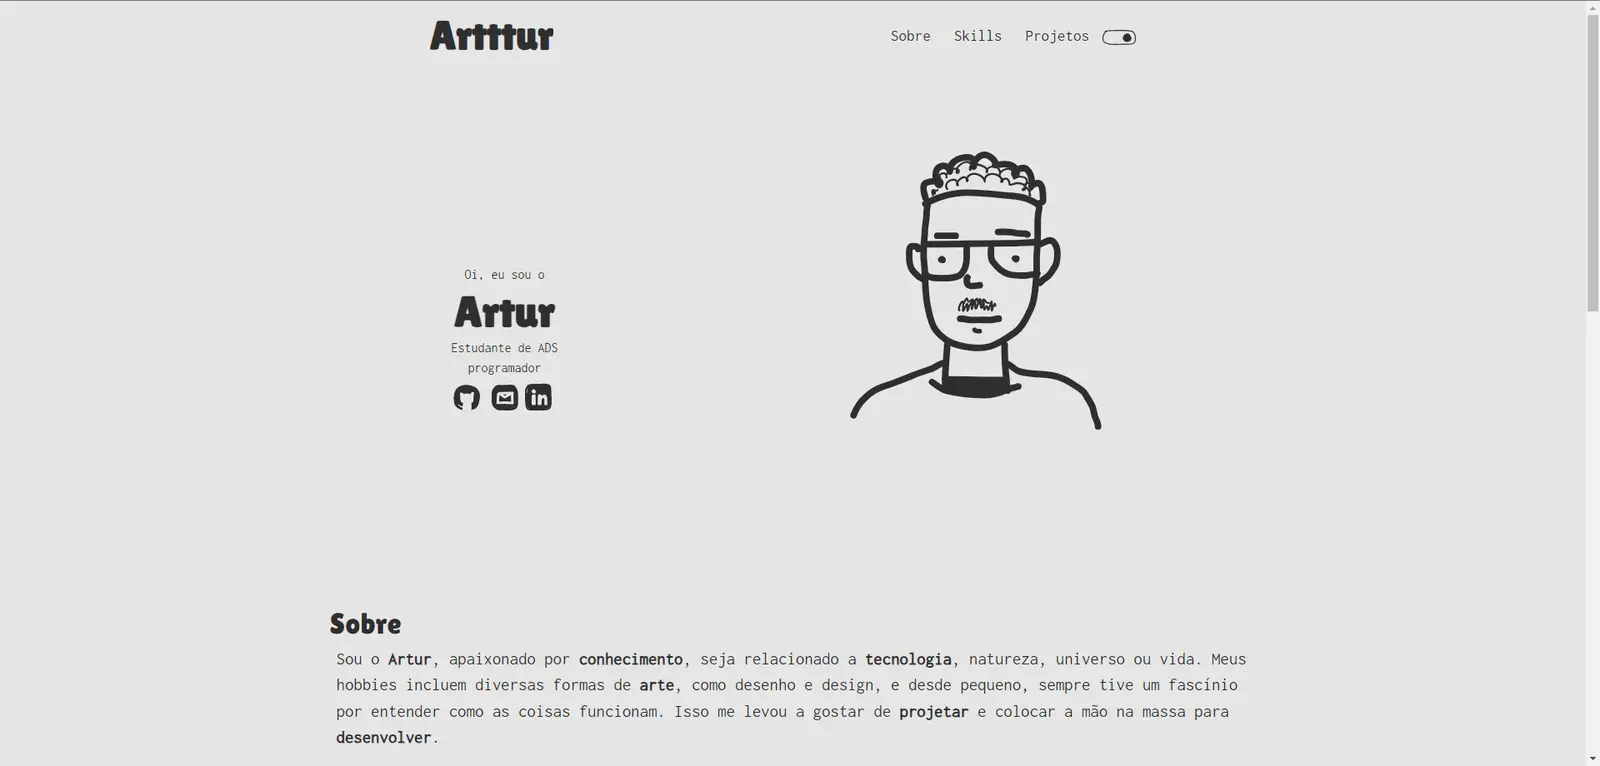 Artttur
Sobre Skills Projetos
Oi, eu sou o
Artur
Estudante de ADS
programador
in
Sobre
Sou o Artur, apaixonado por conhecimento, seja relacionado a tecnologia, natureza, universo ou vida. Meus
hobbies incluem diversas formas de arte, como desenho e design, e desde pequeno, sempre tive um fascínio
por entender como as coisas funcionam. Isso me levou a gostar de projetar e colocar a mão na massa para
desenvolver.